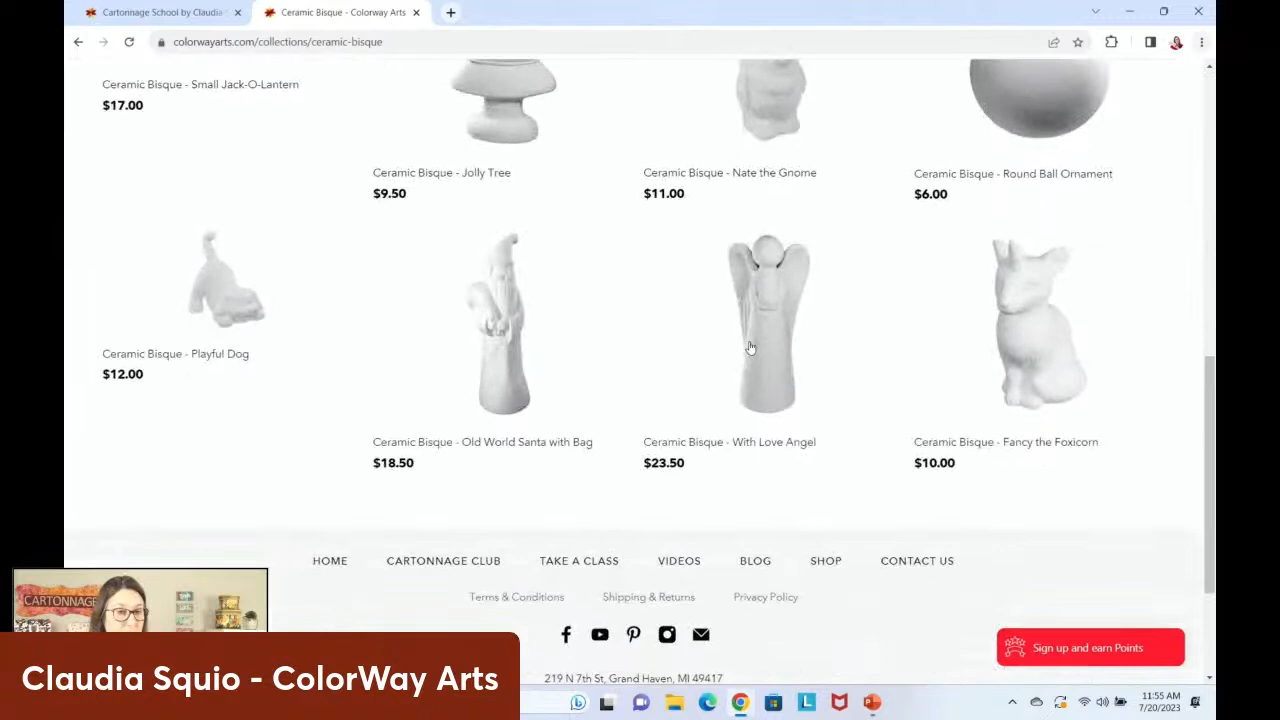 Cartonnage School by Claudia S
Ceramic Bisque - Colorway Arts
colorwayarts.com/collections/ceramic-bisque
Ceramic Bisque - Small Jack-O-Lantern
$17.00
Ceramic Bisque - Jolly Tree
$9.50
Ceramic Bisque - Nate the Gnome
$11.00
Ceramic Bisque - Round Ball Ornament
$6.00
Ceramic Bisque - Playful Dog
$12.00
Ceramic Bisque - Old World Santa with Bag
$18.50
Ceramic Bisque - With Love Angel
$23.50
Ceramic Bisque - Fancy the Foxicorn
$10.00
HOME CARTONNAGE CLUB TAKE A CLASS VIDEOS BLOG SHOP CONTACT US
Terms & Conditions Shipping & Returns Privacy Policy
Sign up and earn Points
219 N 7th St, Grand Haven, MI 49417
CARTONNAGE
Claudia Squio - ColorWay Arts
11:55 AM
7/20/2023